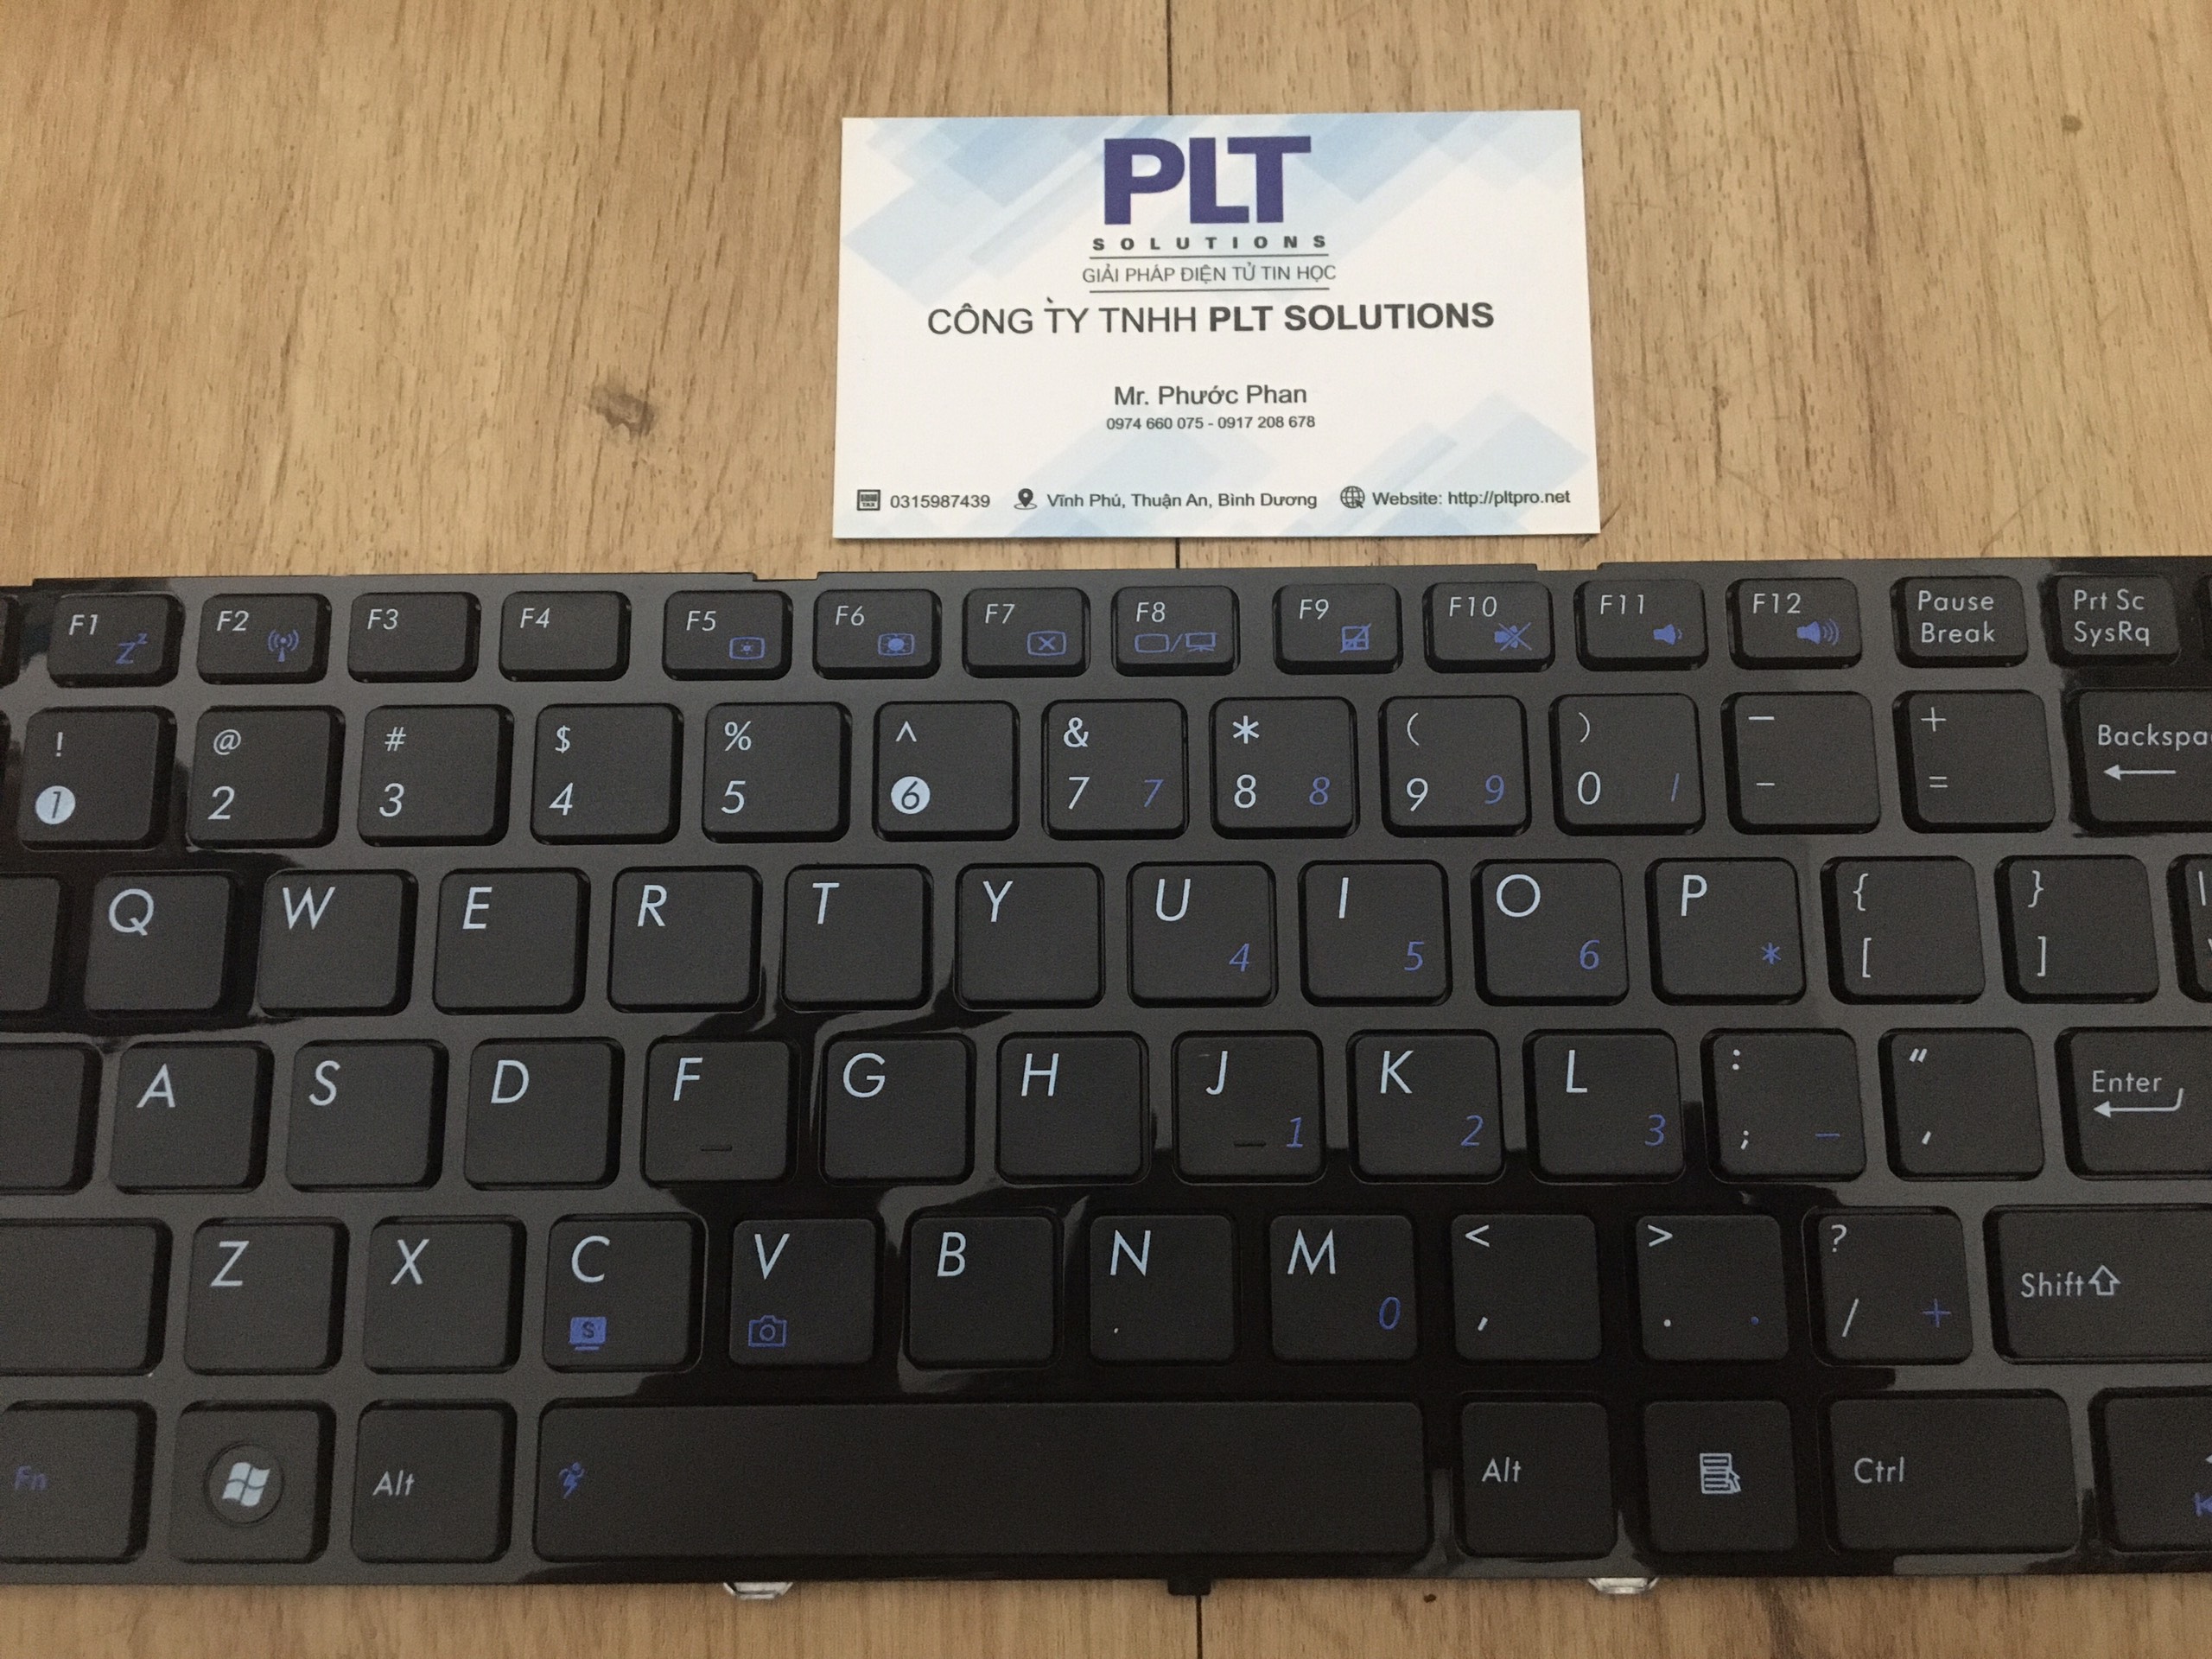 PLT
SOLUTIONS
GIẢI PHÁP ĐIỆN TỬ TIN HỌC
CÔNG TY TNHH PLT SOLUTIONS
Mr. Phước Phan
0974 660 075 - 0917 208 678
0315987439 Vĩnh Phú, Thuận An, Bình Dương Website: http://pltpro.net
F1 F2 F3 F4 F5 F6 F7 F8 F9 F10 F11 F12 Pause Break Prt Sc SysRq
! @ # $ % ^ & * ( ) _ +
1 2 3 4 5 6 7 7 8 8 9 9 0 / - = Backspa
Q W E R T Y U I O P { } |
4 5 6 * [ ]
A S D F G H J K L : " Enter
1 2 3 ; - '
Z X C V B N M < > ? Shift
S . 0 , . . / +
Fn Alt Alt Ctrl